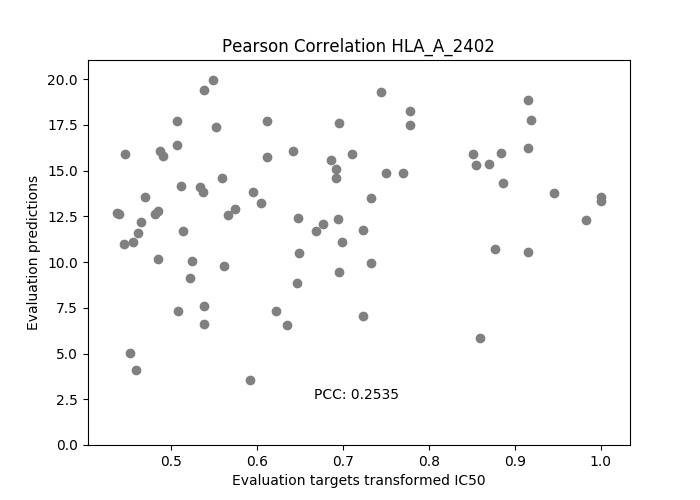 Pearson Correlation HLA_A_2402
20.0
17.5
15.0
12.5
10.0
7.5
5.0
2.5
0.0
Evaluation predictions
PCC: 0.2535
0.5 0.6 0.7 0.8 0.9 1.0
Evaluation targets transformed IC50